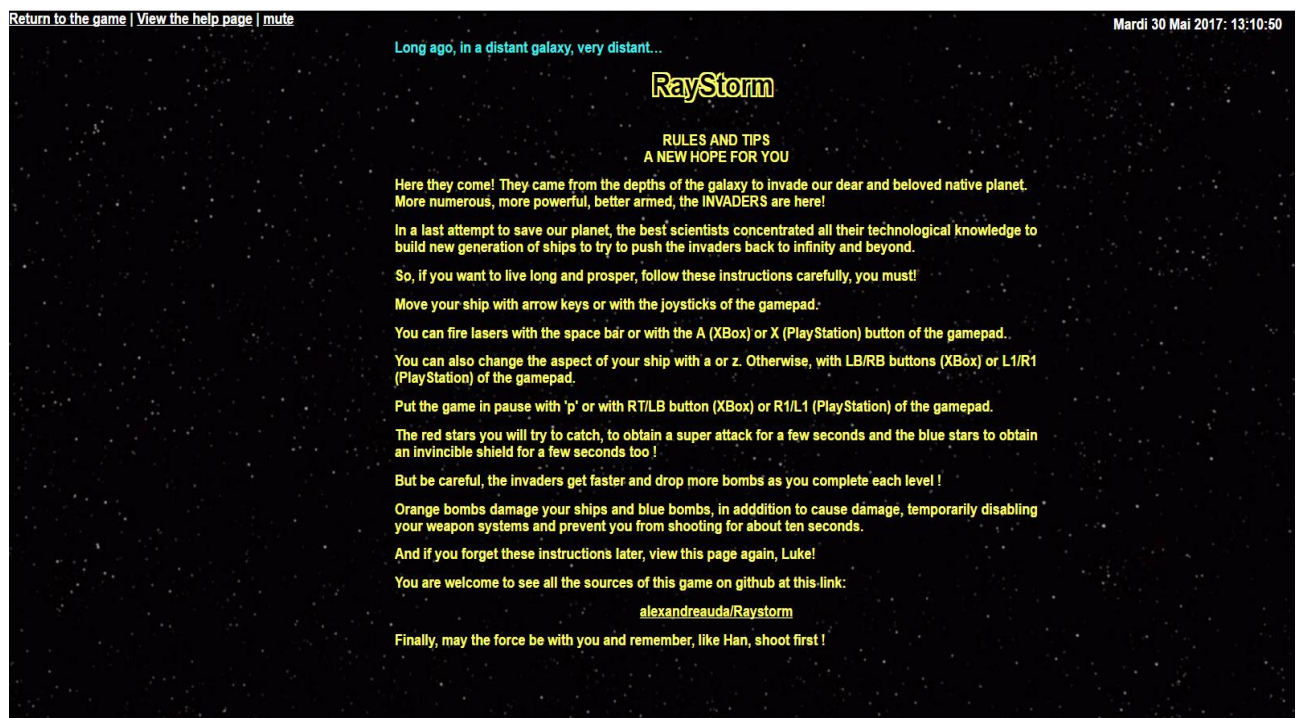 Return to the game | View the help page | mute
Mardi 30 Mai 2017: 13:10:50
Long ago, in a distant galaxy, very distant...
RayStorm
RULES AND TIPS
A NEW HOPE FOR YOU
Here they come! They came from the depths of the galaxy to invade our dear and beloved native planet.
More numerous, more powerful, better armed, the INVADERS are here!
In a last attempt to save our planet, the best scientists concentrated all their technological knowledge to
build new generation of ships to try to push the invaders back to infinity and beyond.
So, if you want to live long and prosper, follow these instructions carefully, you must!
Move your ship with arrow keys or with the joysticks of the gamepad.
You can fire lasers with the space bar or with the A (XBox) or X (PlayStation) button of the gamepad.
You can also change the aspect of your ship with a or z. Otherwise, with LB/RB buttons (XBox) or L1/R1
(PlayStation) of the gamepad.
Put the game in pause with 'p' or with RT/LB button (XBox) or R1/L1 (PlayStation) of the gamepad.
The red stars you will try to catch, to obtain a super attack for a few seconds and the blue stars to obtain
an invincible shield for a few seconds too !
But be careful, the invaders get faster and drop more bombs as you complete each level !
Orange bombs damage your ships and blue bombs, in adddition to cause damage, temporarily disabling
your weapon systems and prevent you from shooting for about ten seconds.
And if you forget these instructions later, view this page again, Luke!
You are welcome to see all the sources of this game on github at this link:
alexandreauda/Raystorm
Finally, may the force be with you and remember, like Han, shoot first !